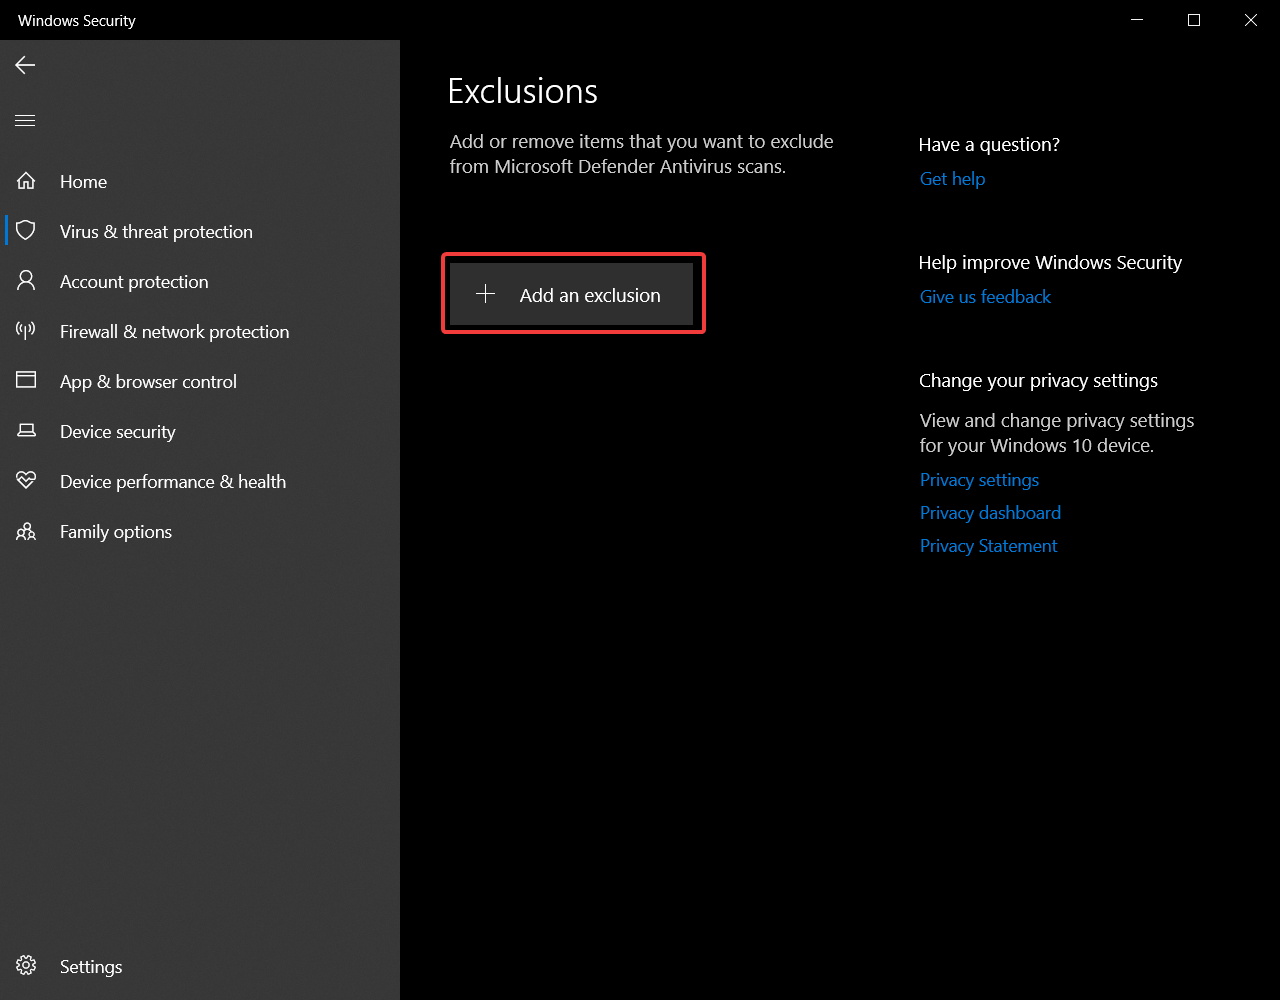 Windows Security
Home
Virus & threat protection
Account protection
Firewall & network protection
App & browser control
Device security
Device performance & health
Family options
Settings
Exclusions
Add or remove items that you want to exclude
from Microsoft Defender Antivirus scans.
Add an exclusion
Have a question?
Get help
Help improve Windows Security
Give us feedback
Change your privacy settings
View and change privacy settings
for your Windows 10 device.
Privacy settings
Privacy dashboard
Privacy Statement